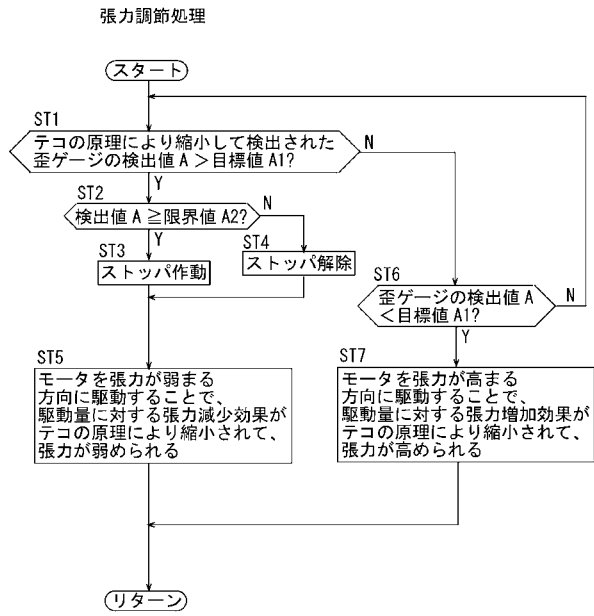 張力調節処理
スタート
ST1
テコの原理により縮小して検出された
歪ゲージの検出値A＞目標値A1?
N
Y
ST2
検出値A≧限界値A2?
N
Y
ST3
ストッパ作動
ST4
ストッパ解除
ST6
歪ゲージの検出値A
＜目標値A1?
N
Y
ST5
モータを張力が弱まる
方向に駆動することで、
駆動量に対する張力減少効果が
テコの原理により縮小されて、
張力が弱められる
ST7
モータを張力が高まる
方向に駆動することで、
駆動量に対する張力増加効果が
テコの原理により縮小されて、
張力が高められる
リターン